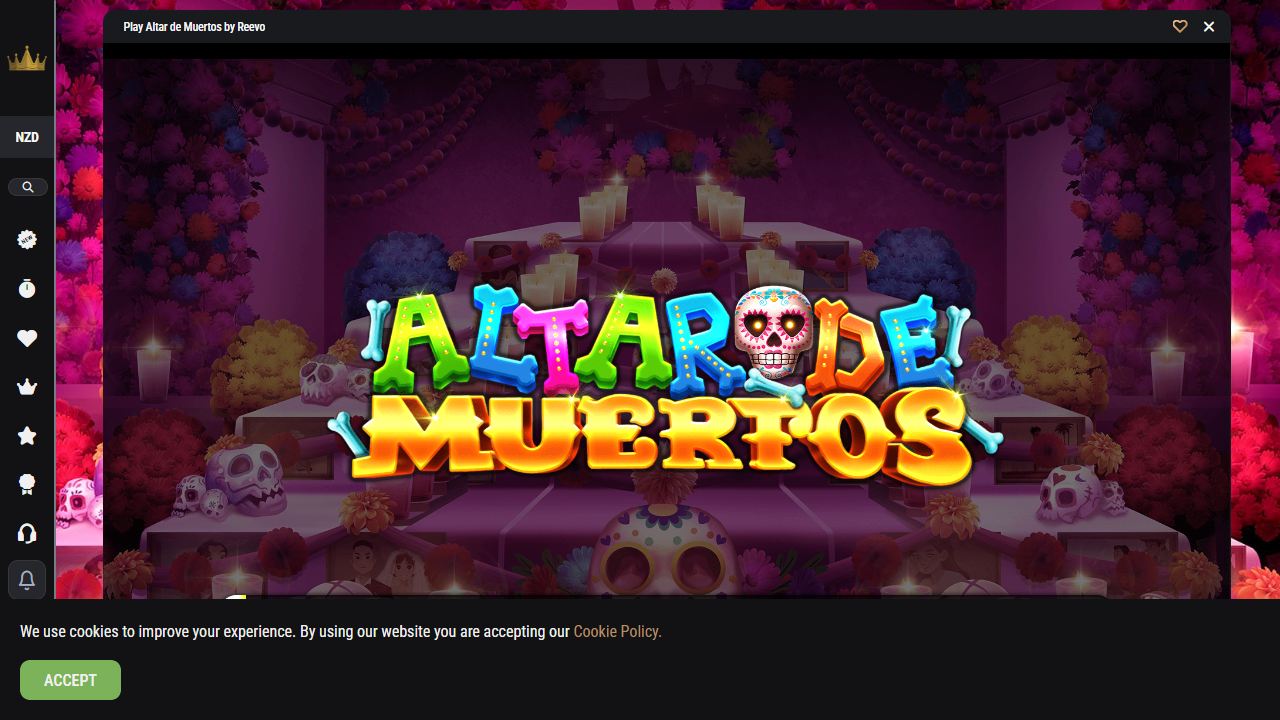 Play Altar de Muertos by Reevo
NZD
NEW
ALTAR DE
MUERTOS
We use cookies to improve your experience. By using our website you are accepting our Cookie Policy.
ACCEPT